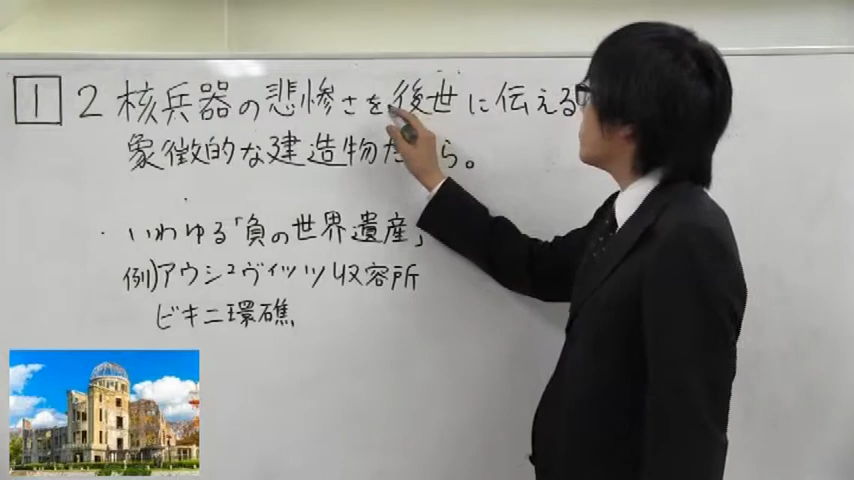 1 2 核兵器の悲惨さを後世に伝える
象徴的な建造物だから。
・いわゆる「負の世界遺産」
例)アウシュヴィッツ収容所
ビキニ環礁